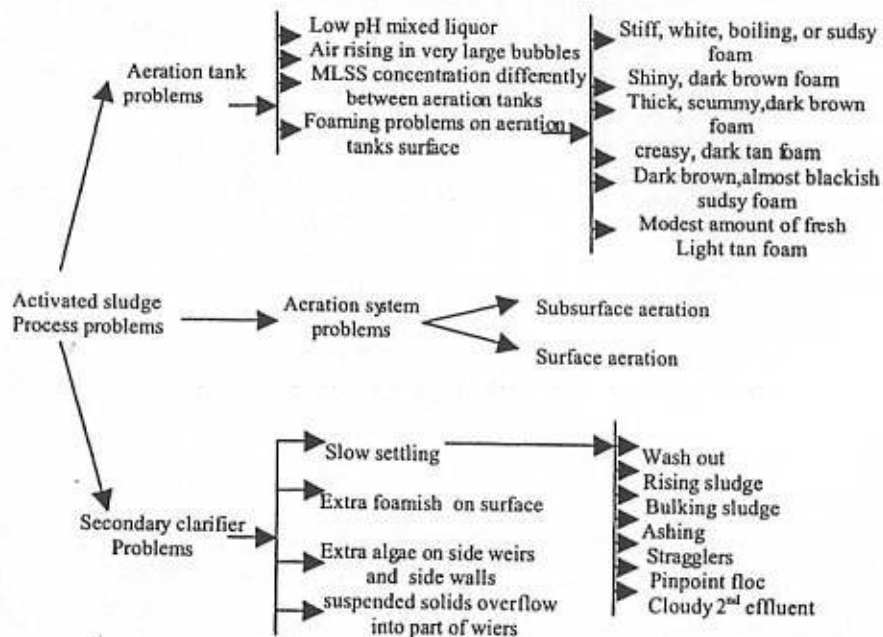 Low pH mixed liquor
Air rising in very large bubbles
MLSS concentration differently
between aeration tanks
Foaming problems on aeration
tanks surface
Stiff, white, boiling, or sudsy
foam
Shiny, dark brown foam
Thick, scummy,dark brown
foam
creasy, dark tan foam
Dark brown,almost blackish
sudsy foam
Modest amount of fresh
Light tan foam
Aeration tank
problems
Activated sludge
Process problems
Aeration system
problems
Subsurface aeration
Surface aeration
Secondary clarifier
Problems
Slow settling
Extra foamish on surface
Extra algae on side weirs
and side walls
suspended solids overflow
into part of wiers
Wash out
Rising sludge
Bulking sludge
Ashing
Stragglers
Pinpoint floc
Cloudy 2nd effluent